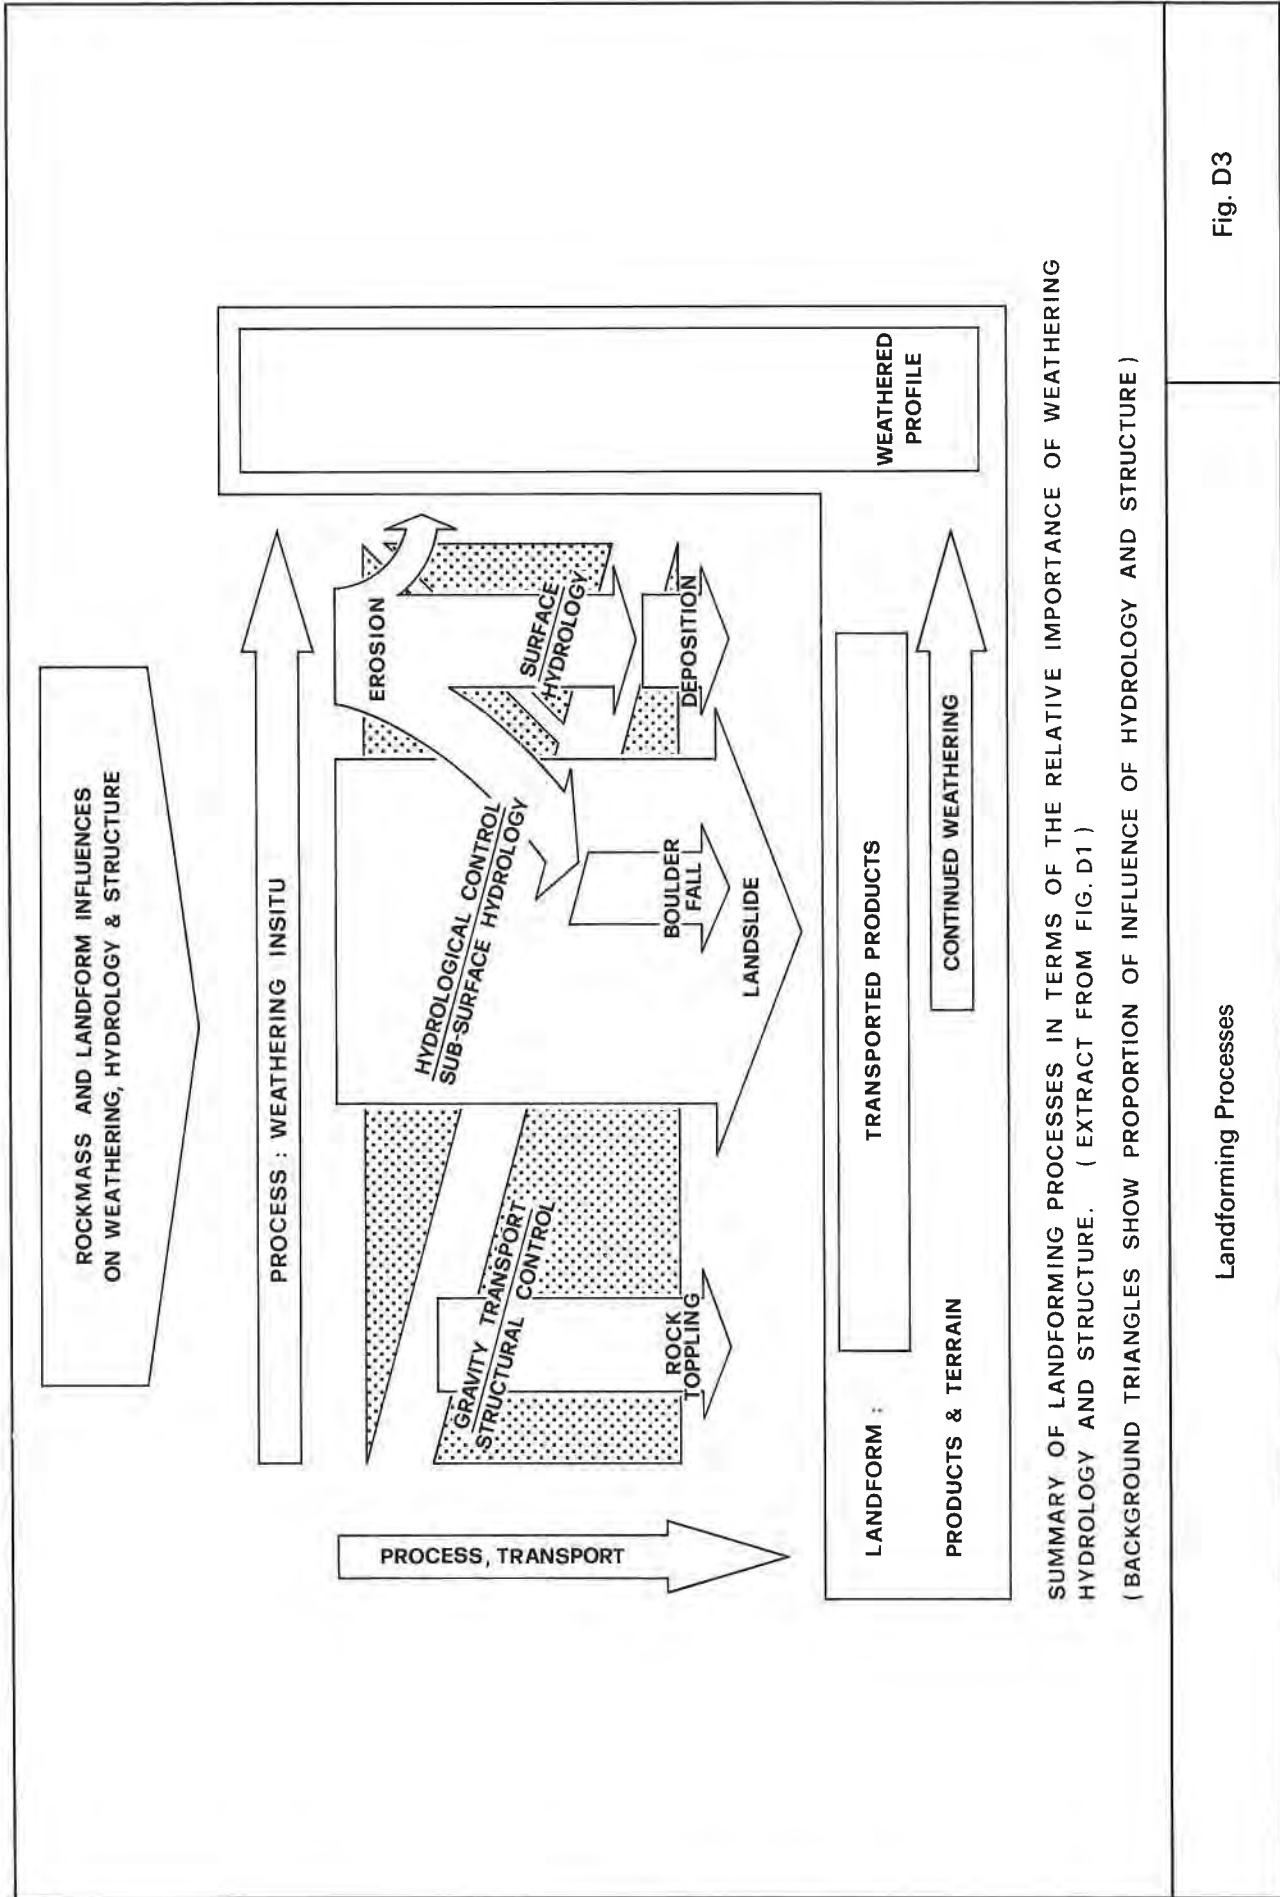 ROCKMASS AND LANDFORM INFLUENCES
ON WEATHERING, HYDROLOGY & STRUCTURE
PROCESS : WEATHERING INSITU
PROCESS, TRANSPORT
GRAVITY TRANSPORT
STRUCTURAL CONTROL
HYDROLOGICAL CONTROL
SUB-SURFACE HYDROLOGY
EROSION
SURFACE
HYDROLOGY
ROCK
TOPPLING
BOULDER
FALL
LANDSLIDE
DEPOSITION
WEATHERED
PROFILE
LANDFORM :
TRANSPORTED PRODUCTS
PRODUCTS & TERRAIN
CONTINUED WEATHERING
SUMMARY OF LANDFORMING PROCESSES IN TERMS OF THE RELATIVE IMPORTANCE OF WEATHERING
HYDROLOGY AND STRUCTURE. ( EXTRACT FROM FIG. D1 )
( BACKGROUND TRIANGLES SHOW PROPORTION OF INFLUENCE OF HYDROLOGY AND STRUCTURE )
Landforming Processes
Fig. D3